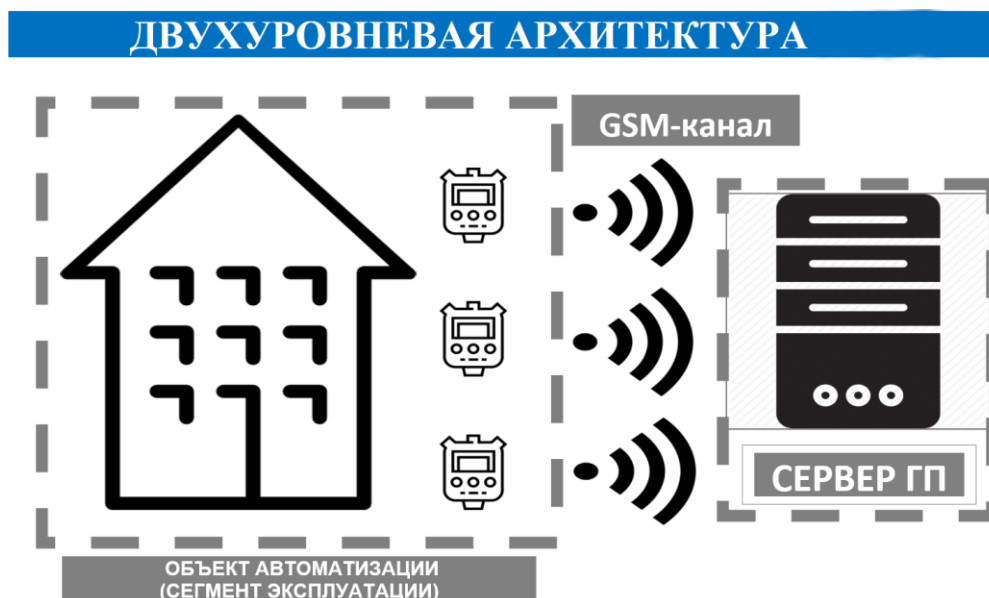 ДВУХУРОВНЕВАЯ АРХИТЕКТУРА
GSM-канал
СЕРВЕР ГП
ОБЪЕКТ АВТОМАТИЗАЦИИ
(СЕГМЕНТ ЭКСПЛУАТАЦИИ)